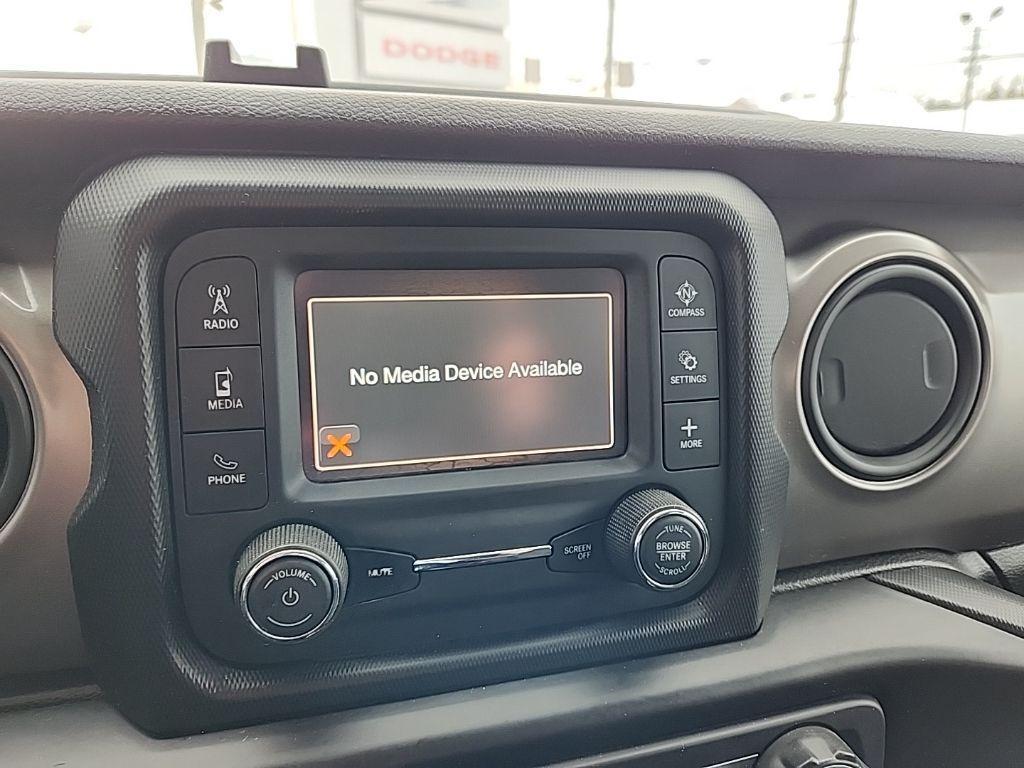 DODGE
RADIO
MEDIA
PHONE
No Media Device Available
N
COMPASS
SETTINGS
MORE
VOLUME
MUTE
SCREEN
OFF
TUNE
BROWSE
ENTER
SCROLL